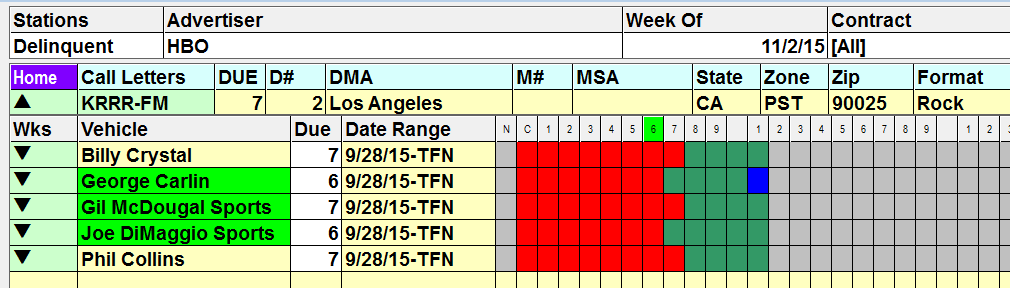 Stations Advertiser Week Of Contract
Delinquent HBO 11/2/15 [All]
Home Call Letters DUE D# DMA M# MSA State Zone Zip Format
▲ KRRR-FM 7 2 Los Angeles CA PST 90025 Rock
Wks Vehicle Due Date Range N C 1 2 3 4 5 6 7 8 9 1 2 3 4 5 6 7 8 9 1 2 3
▼ Billy Crystal 7 9/28/15-TFN
▼ George Carlin 6 9/28/15-TFN
▼ Gil McDougal Sports 7 9/28/15-TFN
▼ Joe DiMaggio Sports 6 9/28/15-TFN
▼ Phil Collins 7 9/28/15-TFN